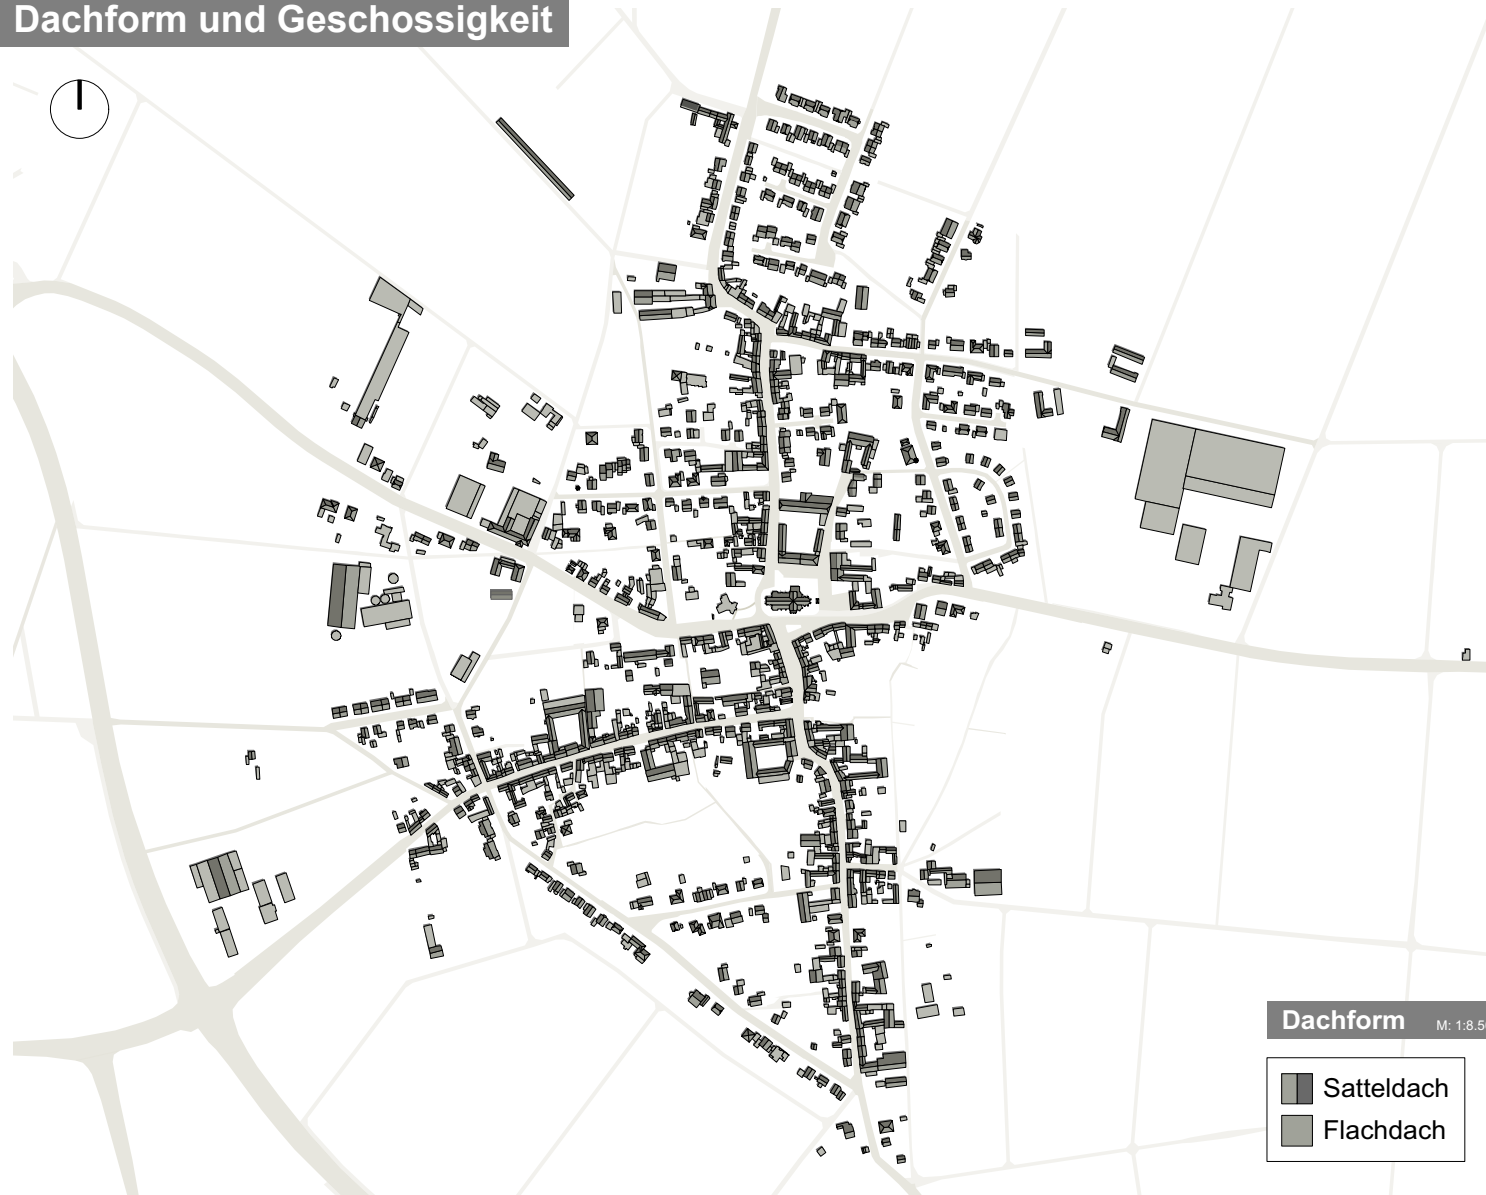 Dachform und Geschossigkeit
Dachform
M:
Satteldach
Flachdach